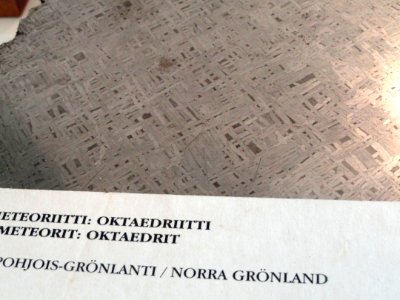 METEORIITTI: OKTAEDRIITTI
METEORIT: OKTAEDRIT
POHJOIS-GRÖNLANTI / NORRA GRÖNLAND